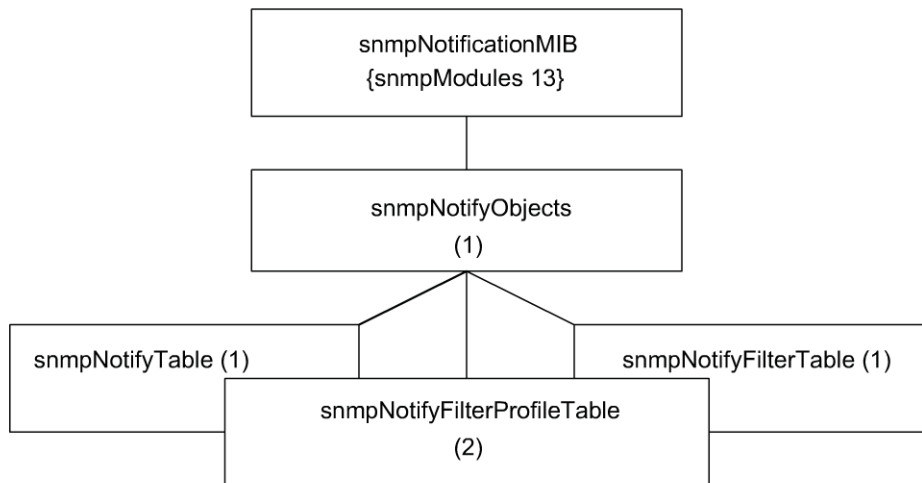 snmpNotificationMIB
{snmpModules 13}
snmpNotifyObjects
(1)
snmpNotifyTable (1)
snmpNotifyFilterTable (1)
snmpNotifyFilterProfileTable
(2)